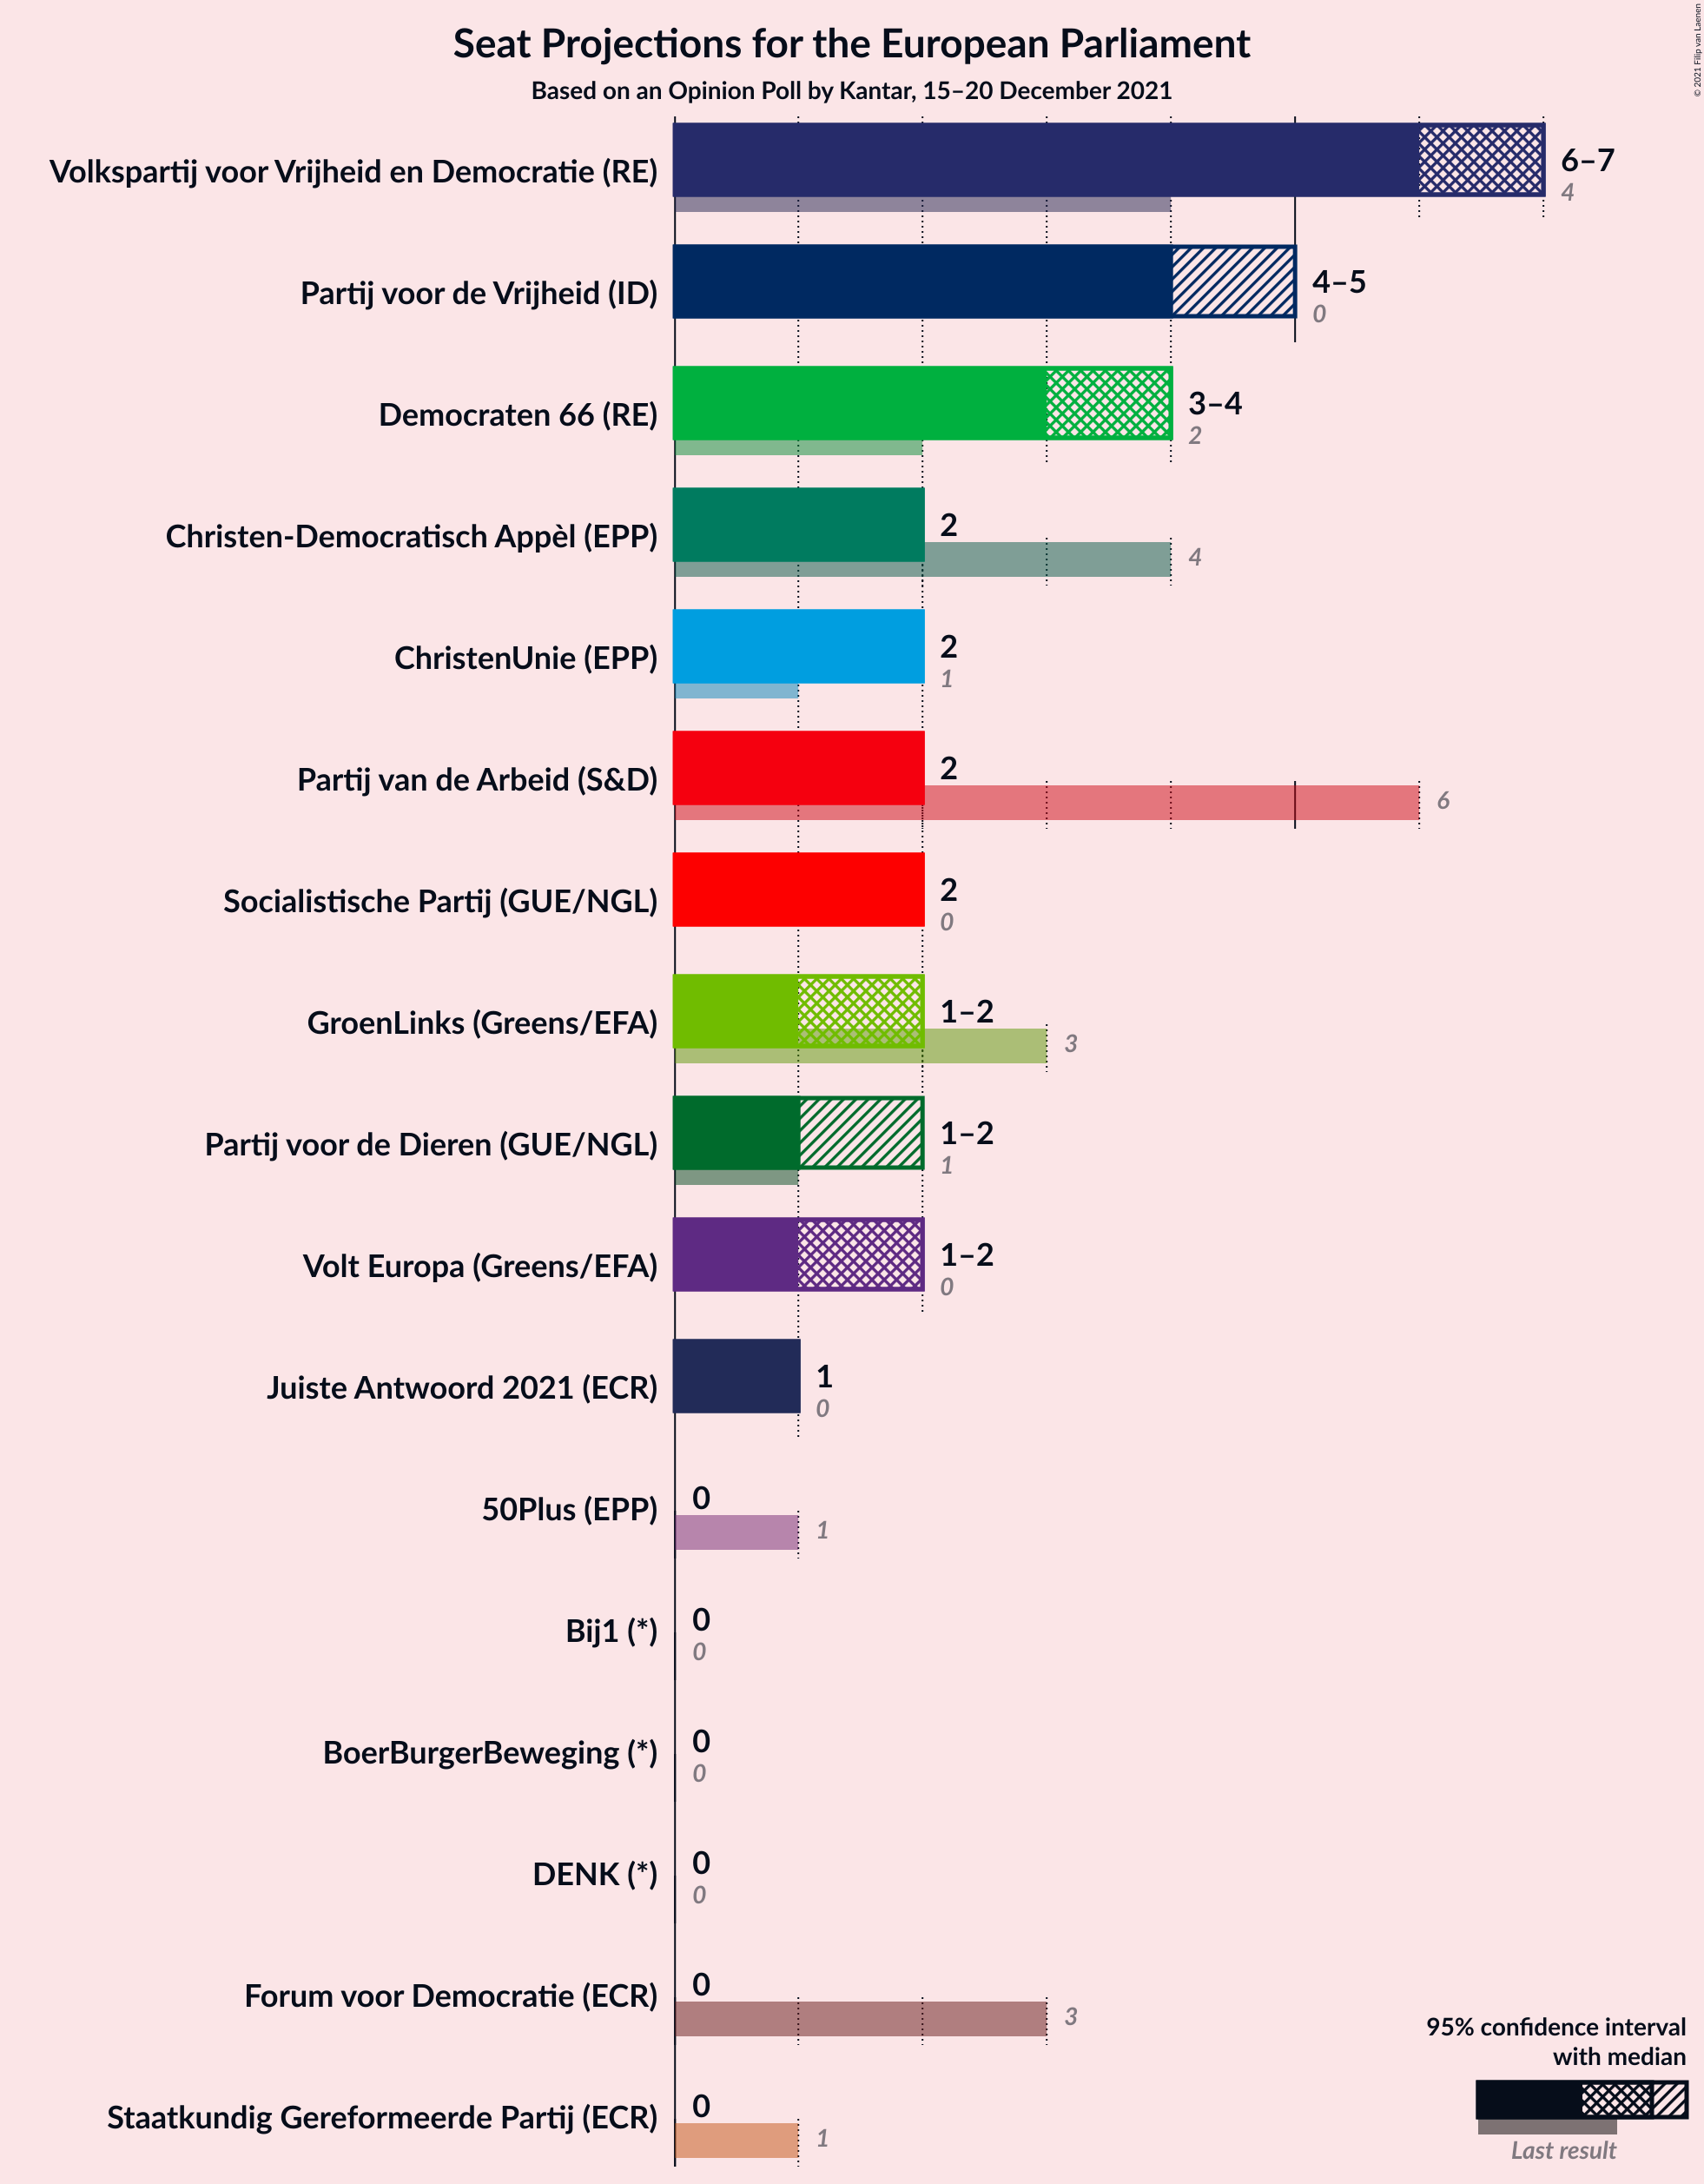 Seat Projections for the European Parliament
Based on an Opinion Poll by Kantar, 15–20 December 2021
© 2021 Filip van Laenen
Volkspartij voor Vrijheid en Democratie (RE)
6–7
4
Partij voor de Vrijheid (ID)
4–5
0
Democraten 66 (RE)
3–4
2
Christen-Democratisch Appèl (EPP)
2
4
ChristenUnie (EPP)
2
1
Partij van de Arbeid (S&D)
2
6
Socialistische Partij (GUE/NGL)
2
0
GroenLinks (Greens/EFA)
1–2
3
Partij voor de Dieren (GUE/NGL)
1–2
1
Volt Europa (Greens/EFA)
1–2
0
Juiste Antwoord 2021 (ECR)
1
0
50Plus (EPP)
0
1
Bij1 (*)
0
0
BoerBurgerBeweging (*)
0
0
DENK (*)
0
0
Forum voor Democratie (ECR)
0
3
Staatkundig Gereformeerde Partij (ECR)
0
1
95% confidence interval
with median
Last result